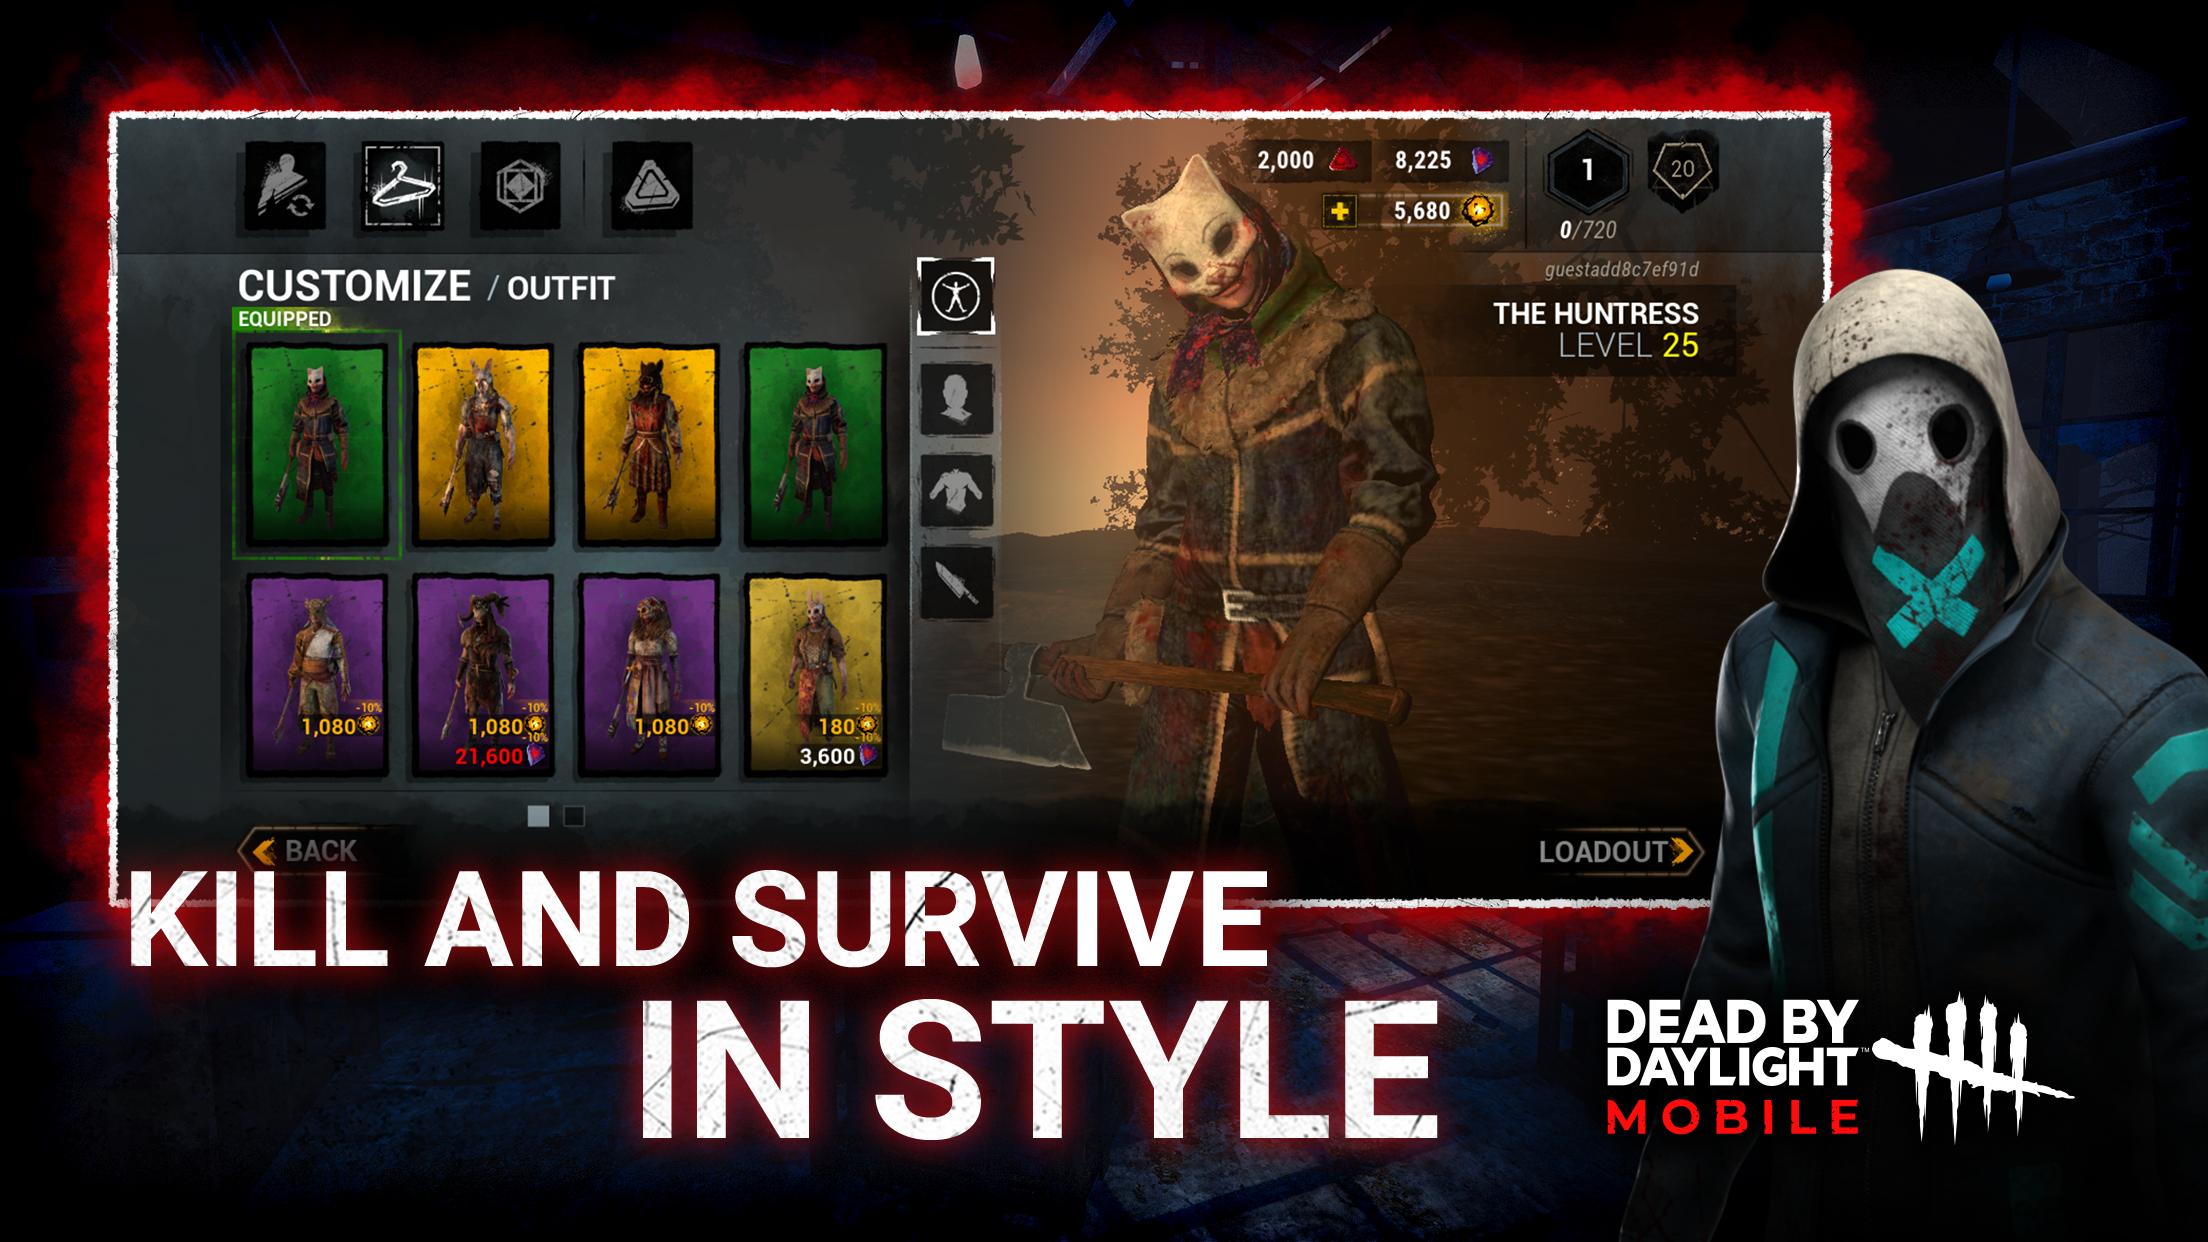 2,000
8,225
5,680
1
0/720
20
guestadd8c7ef91d
THE HUNTRESS
LEVEL 25
CUSTOMIZE / OUTFIT
EQUIPPED
-10%
1,080
-10%
1,080
-10%
21,600
-10%
1,080
-10%
180
-10%
3,600
BACK
LOADOUT
KILL AND SURVIVE
IN STYLE
DEAD BY
DAYLIGHT™
MOBILE